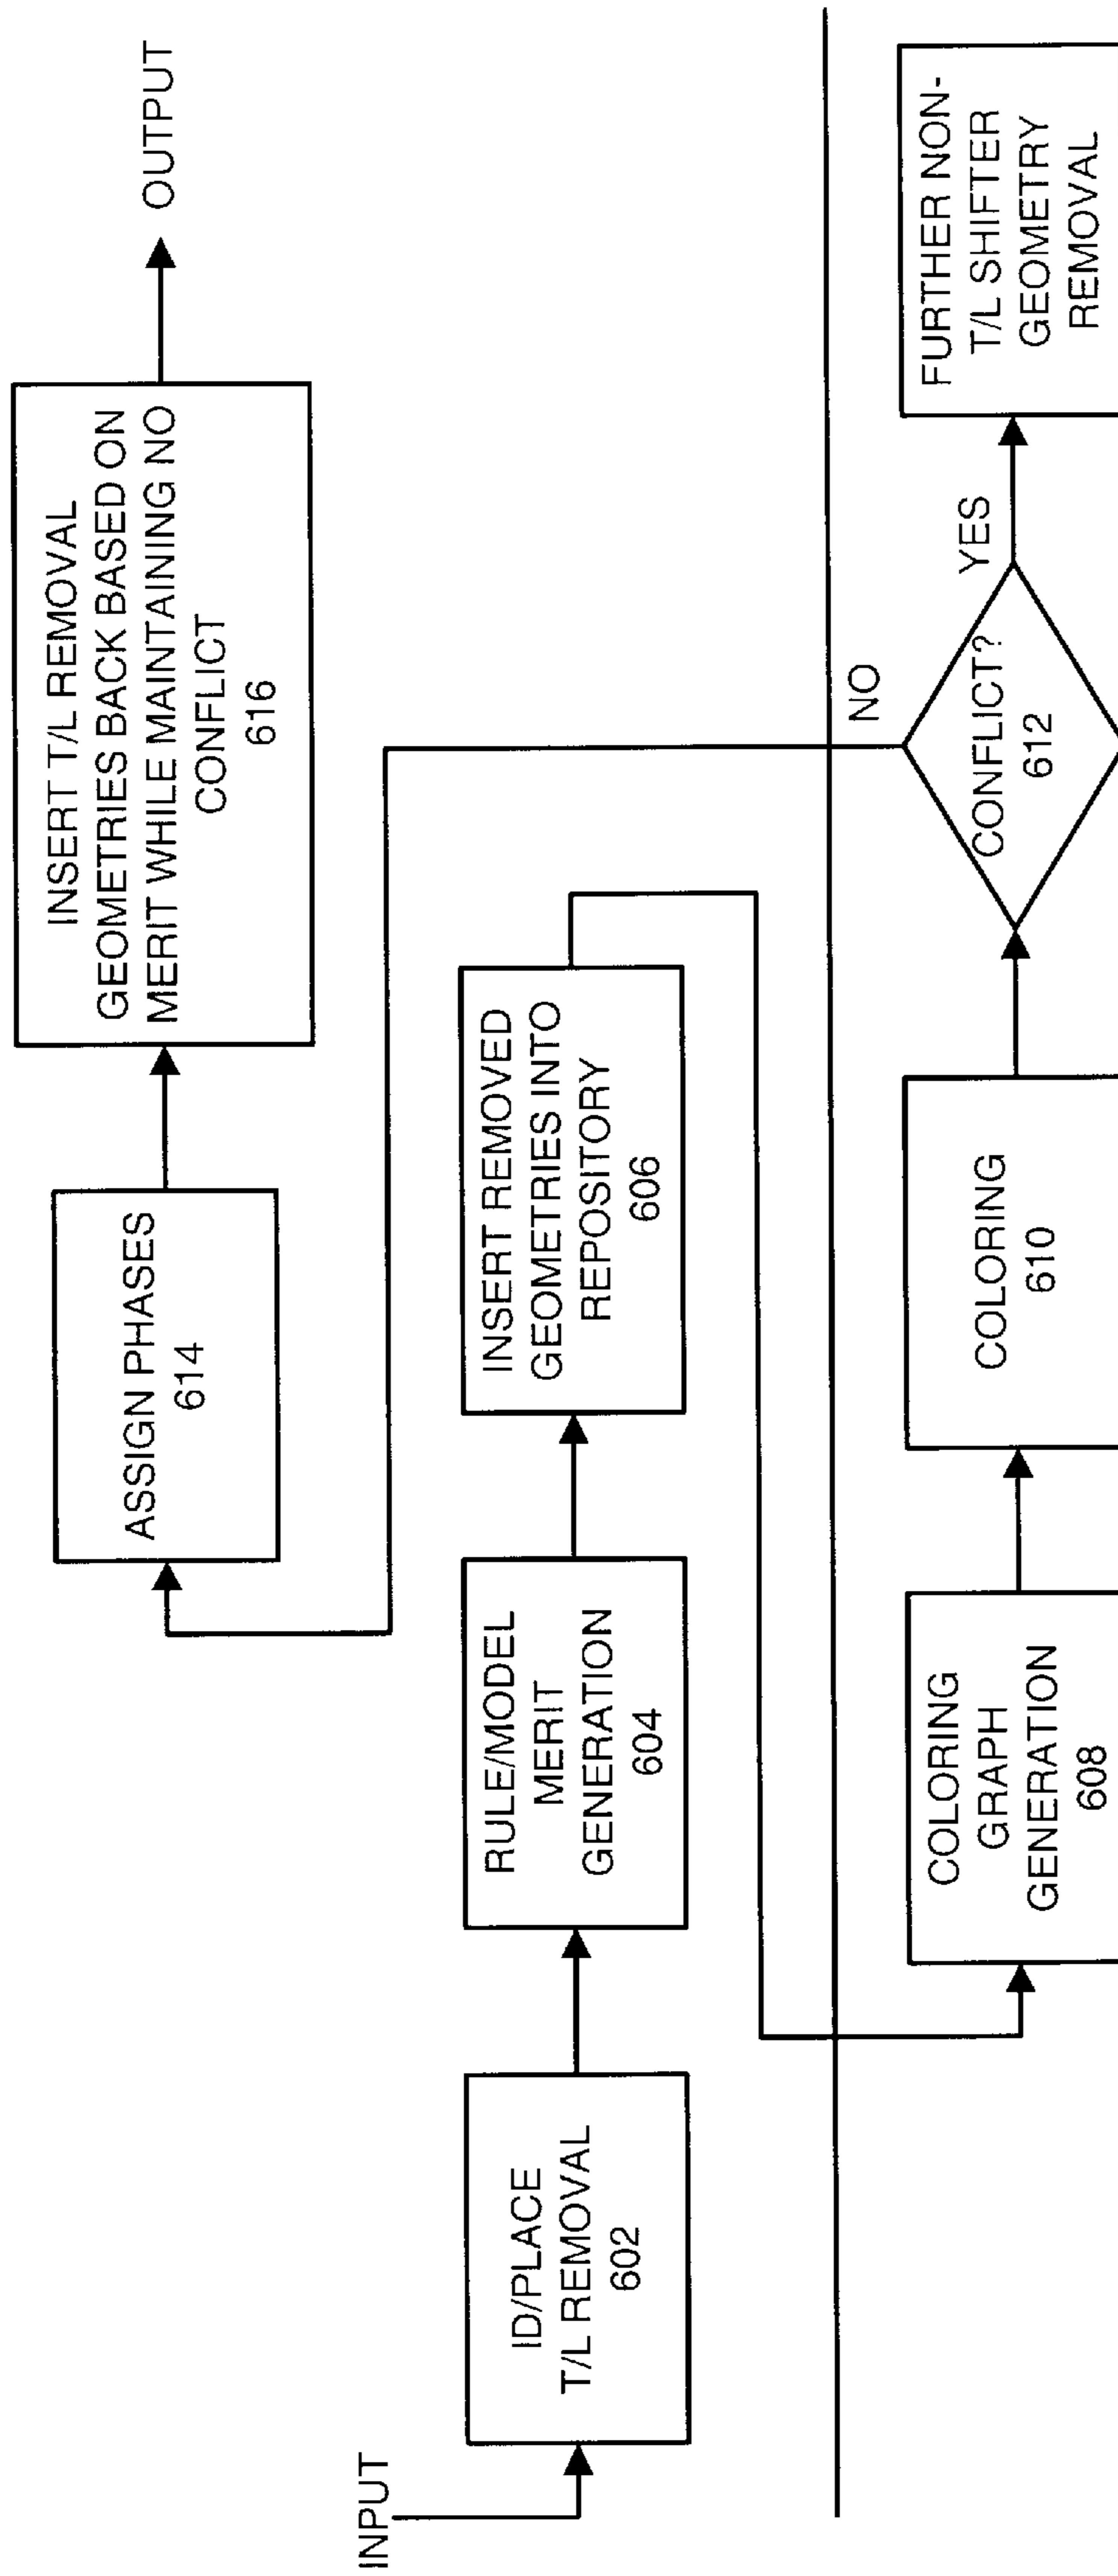 INPUT
ID/PLACE
T/L REMOVAL
602
RULE/MODEL
MERIT
GENERATION
604
INSERT REMOVED
GEOMETRIES INTO
REPOSITORY
606
COLORING
GRAPH
GENERATION
608
COLORING
610
CONFLICT?
612
YES
NO
FURTHER NON-
T/L SHIFTER
GEOMETRY
REMOVAL
ASSIGN PHASES
614
INSERT T/L REMOVAL
GEOMETRIES BACK BASED ON
MERIT WHILE MAINTAINING NO
CONFLICT
616
OUTPUT